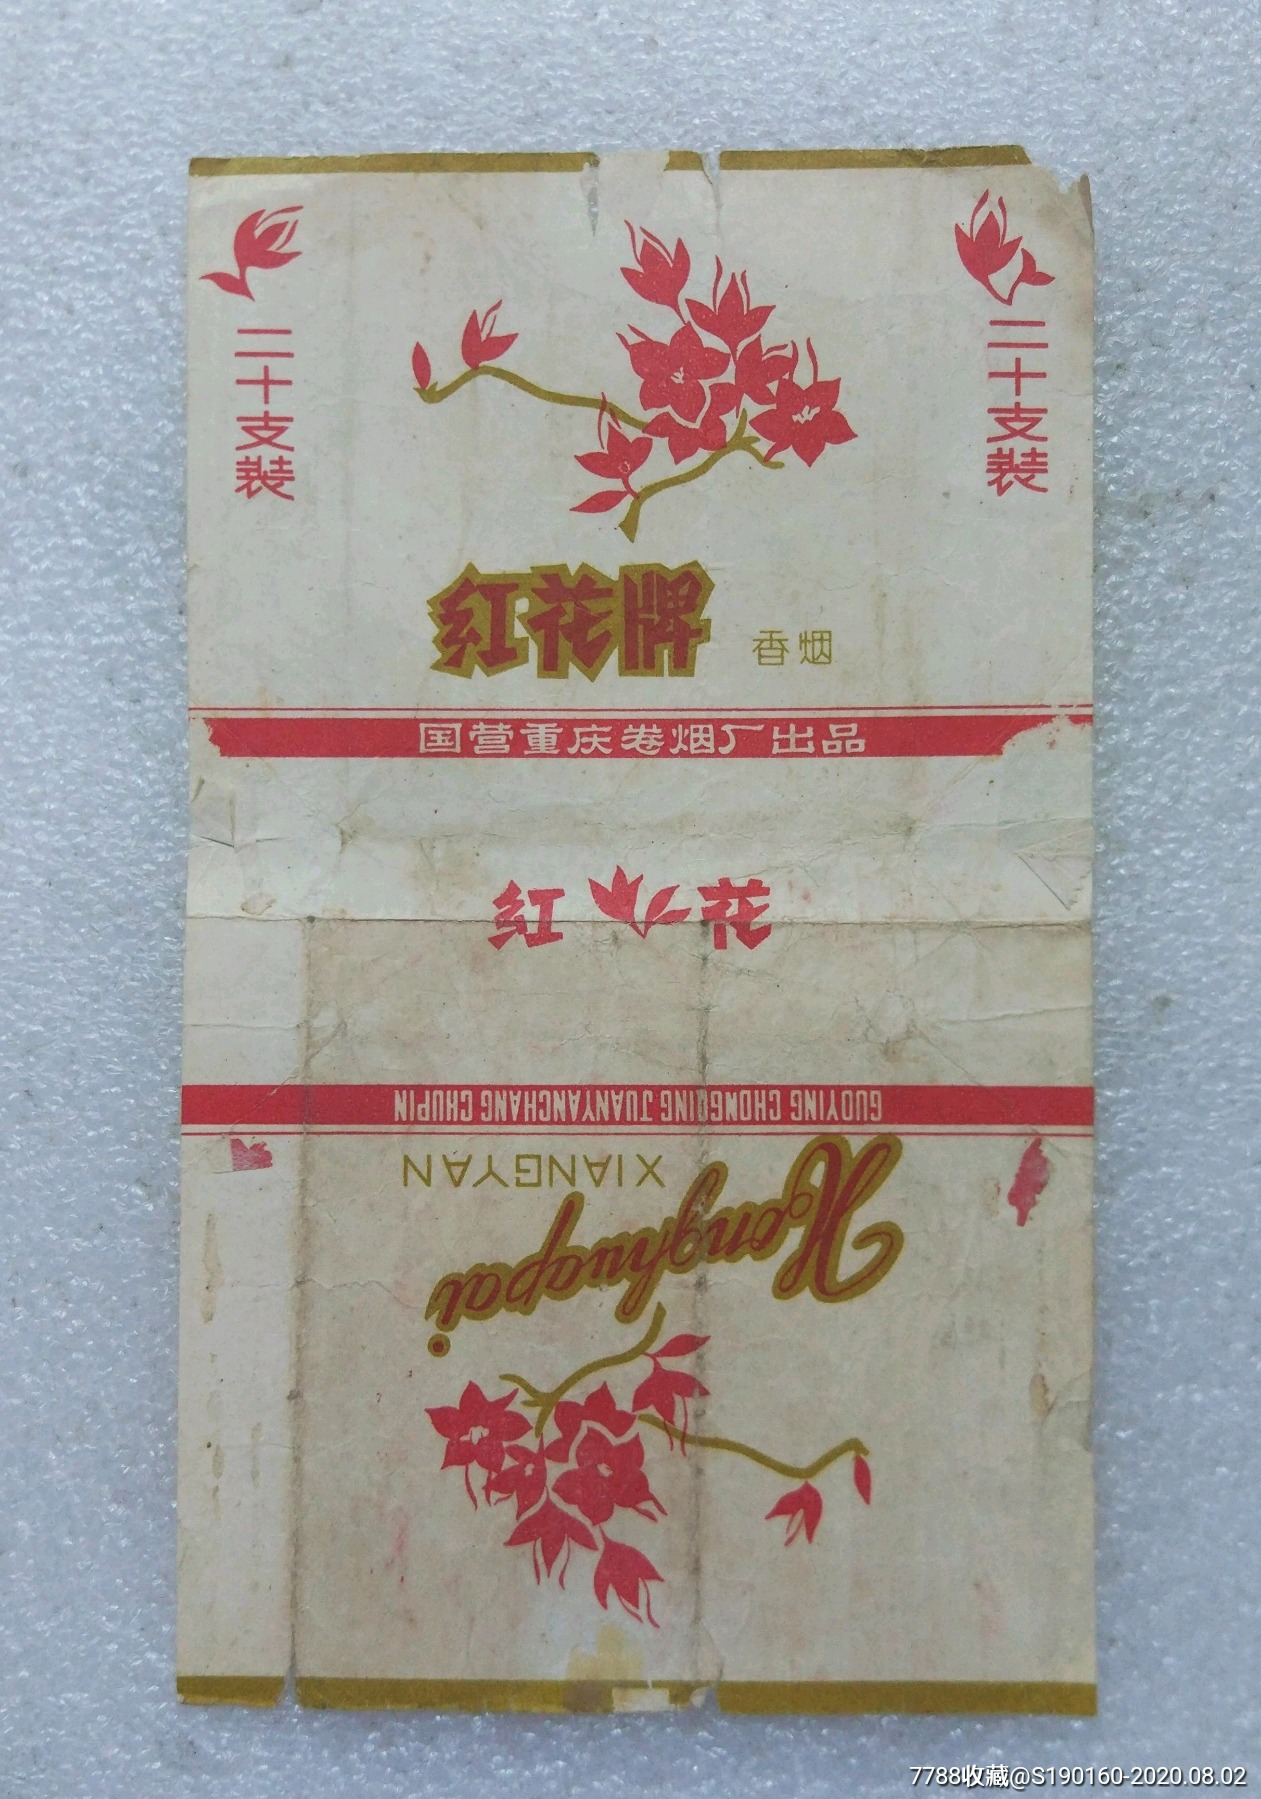 二十支装
二十支装
红花牌 香烟
国营重庆卷烟厂出品
红花
GUOYING CHONGQING JUANYANCHANG CHUPIN
XIANGYAN
Honghuapai
7788收藏@S190160-2020.08.02